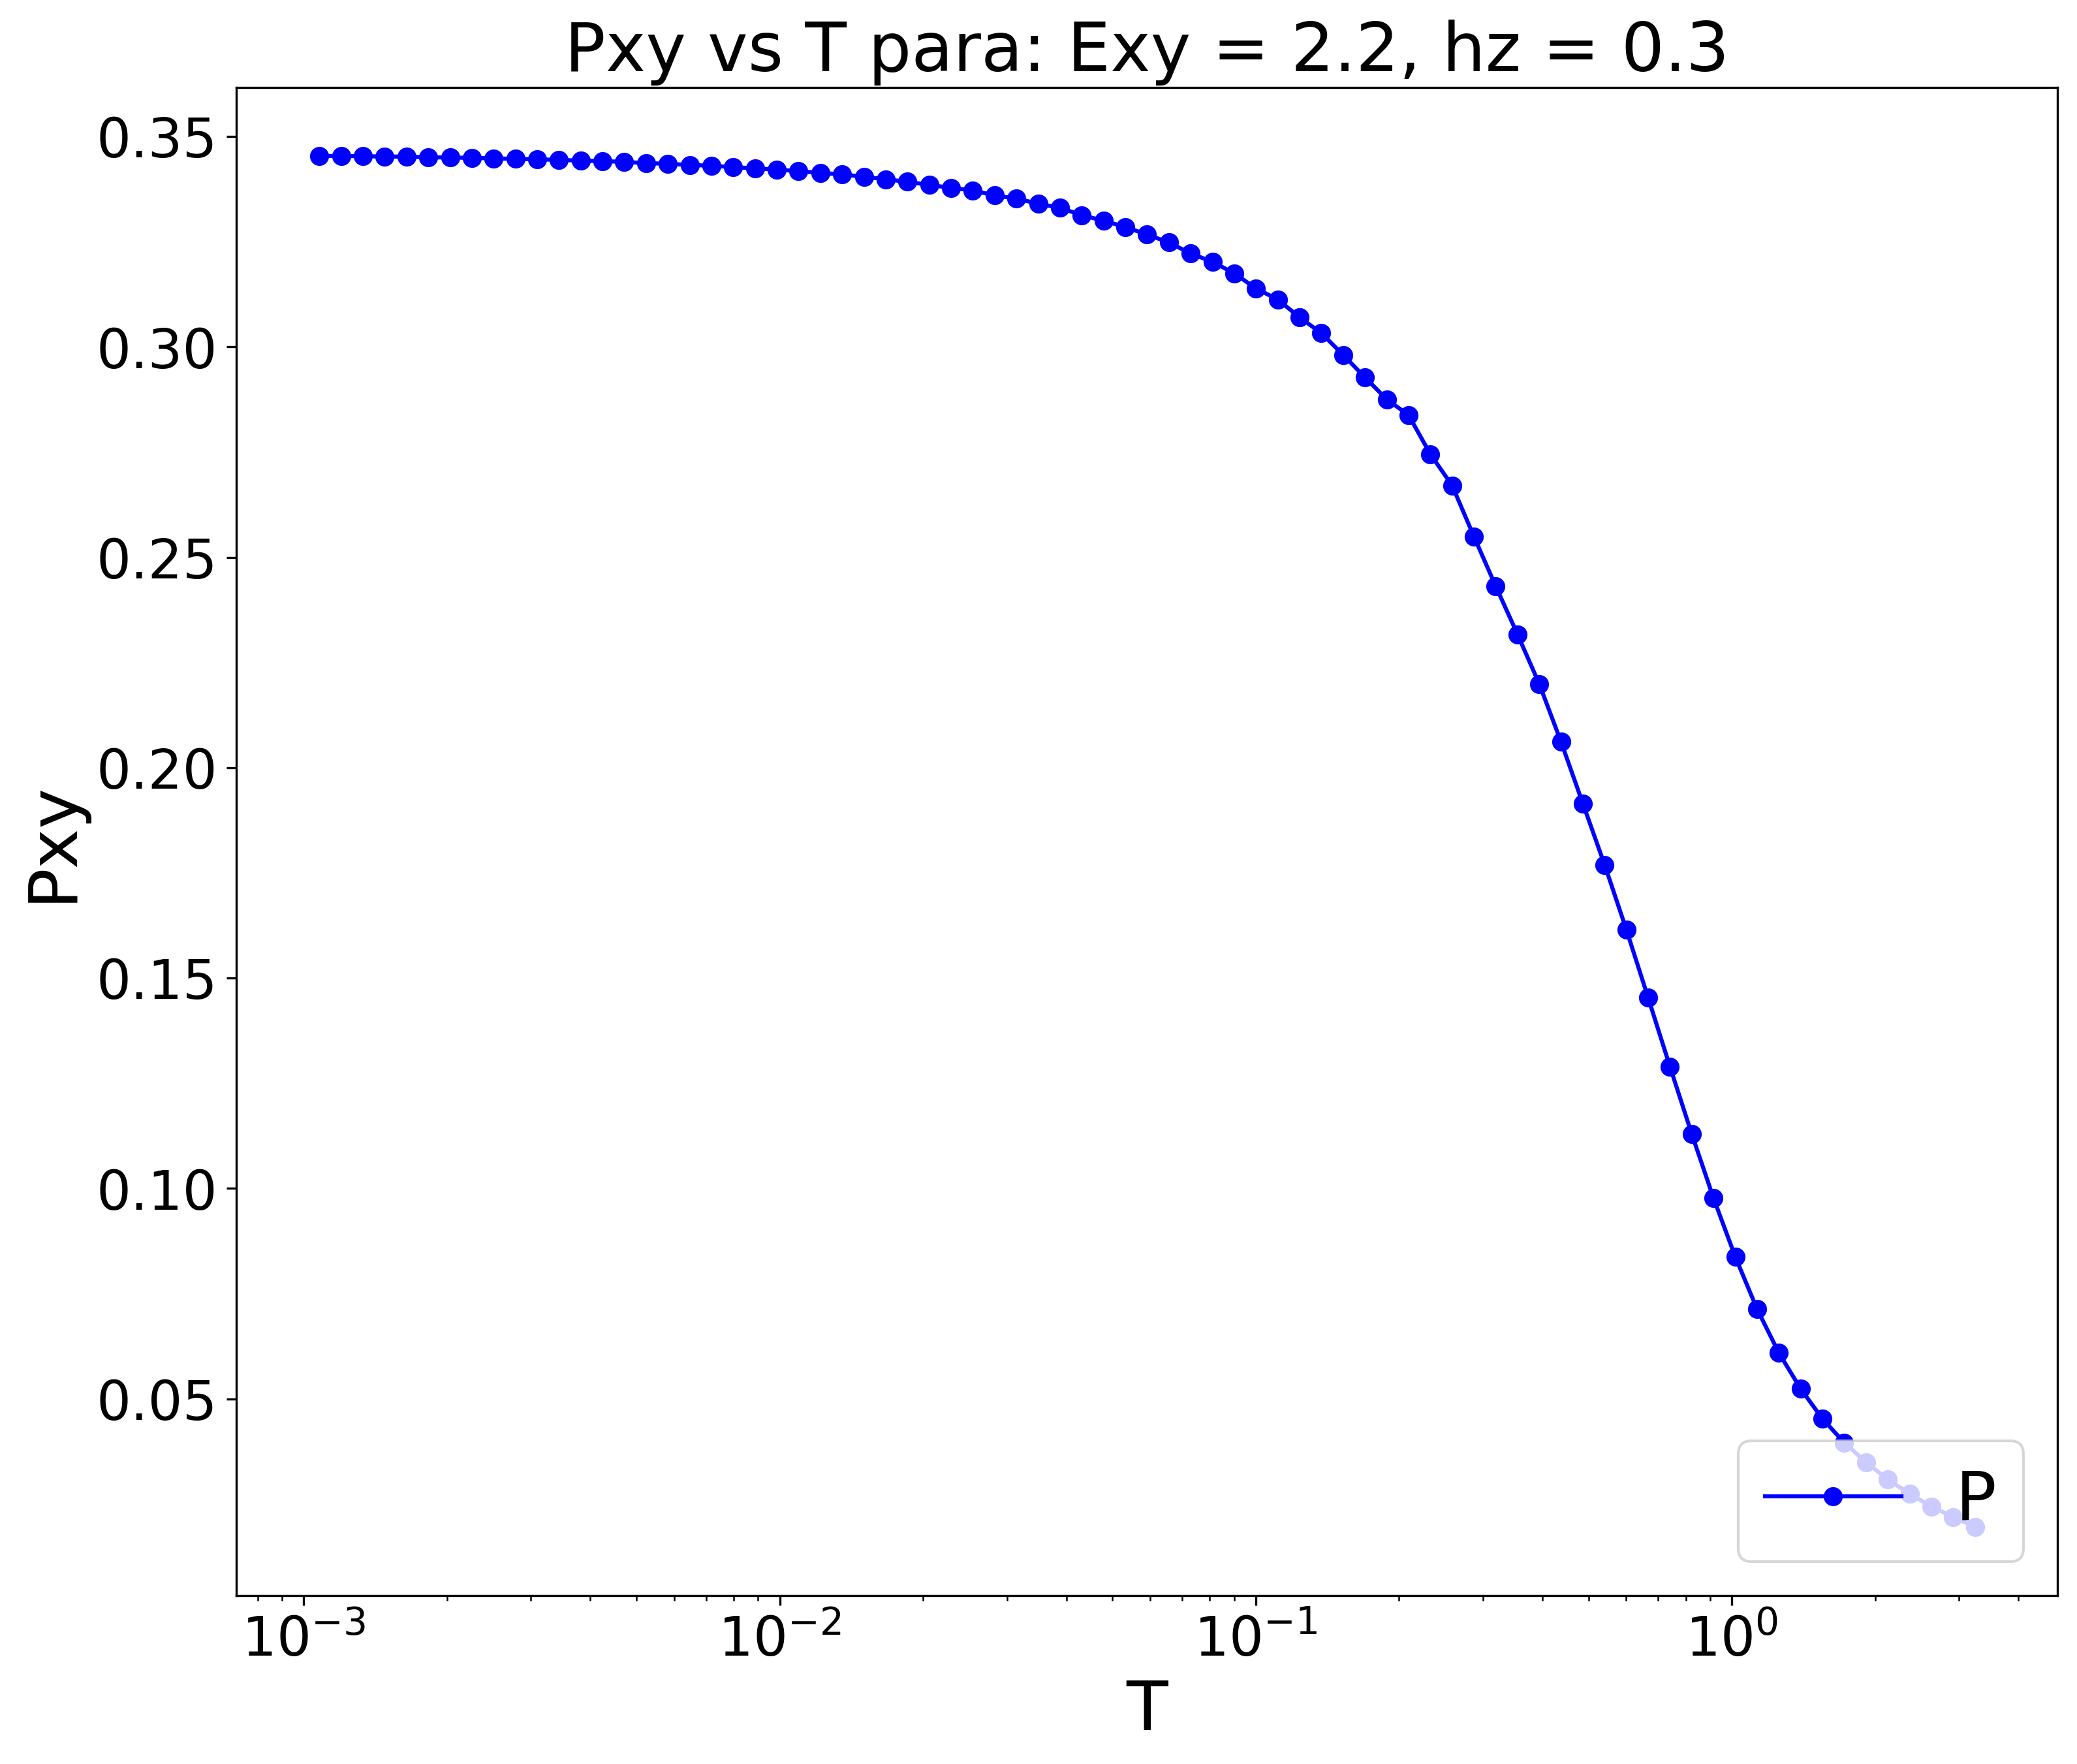 Pxy vs T para: Exy = 2.2, hz = 0.3
Pxy
0.35
0.30
0.25
0.20
0.15
0.10
0.05
P
10⁻³ 10⁻² 10⁻¹ 10⁰
T